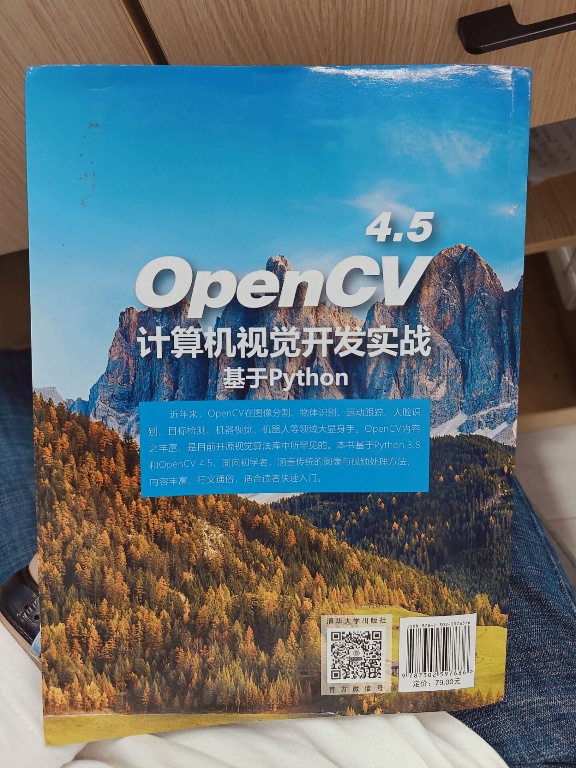 4.5
OpenCV
计算机视觉开发实战
基于Python
近年来，OpenCV在图像分割、物体识别、运动跟踪、人脸识
别、目标检测、机器视觉、机器人等领域大显身手。OpenCV内容
之丰富，是目前开源视觉算法库中所罕见的。本书基于Python 3.8
和OpenCV 4.5，面向初学者，涵盖传统的图像与视频处理方法，
内容丰富，行文通俗，适合读者快速入门。
清华大学出版社
官方微信号
定价：79.00元